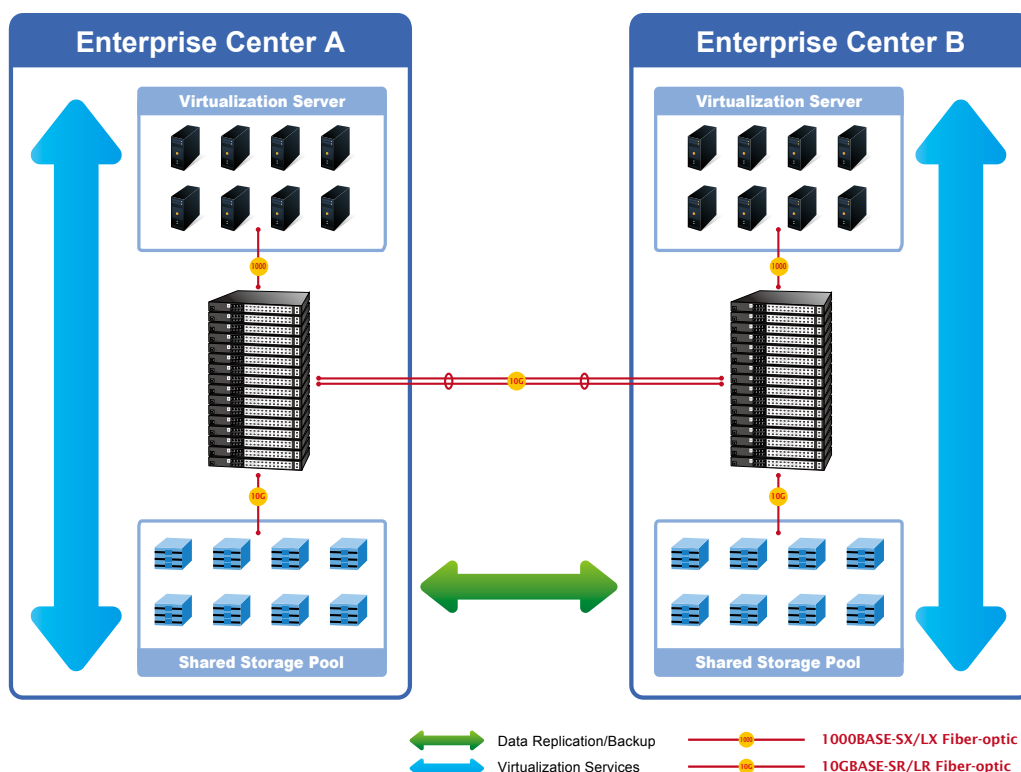 Enterprise Center A
Virtualization Server
1000
10G
Shared Storage Pool
10G
Enterprise Center B
Virtualization Server
1000
10G
Shared Storage Pool
Data Replication/Backup
1000
1000BASE-SX/LX Fiber-optic
Virtualization Services
10G
10GBASE-SR/LR Fiber-optic